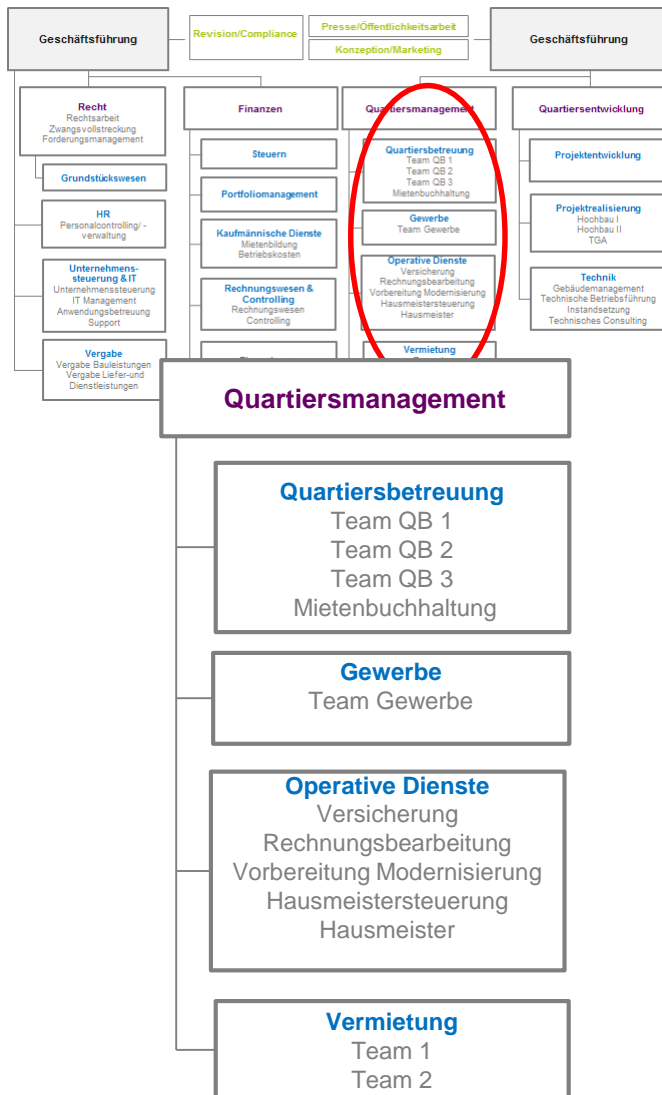 Geschäftsführung
Revision/Compliance
Presse/Öffentlichkeitsarbeit
Konzeption/Marketing
Geschäftsführung
Recht
Rechtsarbeit
Zwangsvollstreckung
Forderungsmanagement
Grundstückswesen
HR
Personalcontrolling/ -
verwaltung
Unternehmens-
steuerung & IT
Unternehmenssteuerung
IT Management
Anwendungsbetreuung
Support
Vergabe
Vergabe Bauleistungen
Vergabe Liefer-und
Dienstleistungen
Finanzen
Steuern
Portfoliomanagement
Kaufmännische Dienste
Mietenbildung
Betriebskosten
Rechnungswesen &
Controlling
Rechnungswesen
Controlling
Quartiersmanagement
Quartiersbetreuung
Team QB 1
Team QB 2
Team QB 3
Mietenbuchhaltung
Gewerbe
Team Gewerbe
Operative Dienste
Versicherung
Rechnungsbearbeitung
Vorbereitung Modernisierung
Hausmeistersteuerung
Hausmeister
Vermietung
Quartiersentwicklung
Projektentwicklung
Projektrealisierung
Hochbau I
Hochbau II
TGA
Technik
Gebäudemanagement
Technische Betriebsführung
Instandsetzung
Technisches Consulting
Quartiersmanagement
Quartiersbetreuung
Team QB 1
Team QB 2
Team QB 3
Mietenbuchhaltung
Gewerbe
Team Gewerbe
Operative Dienste
Versicherung
Rechnungsbearbeitung
Vorbereitung Modernisierung
Hausmeistersteuerung
Hausmeister
Vermietung
Team 1
Team 2